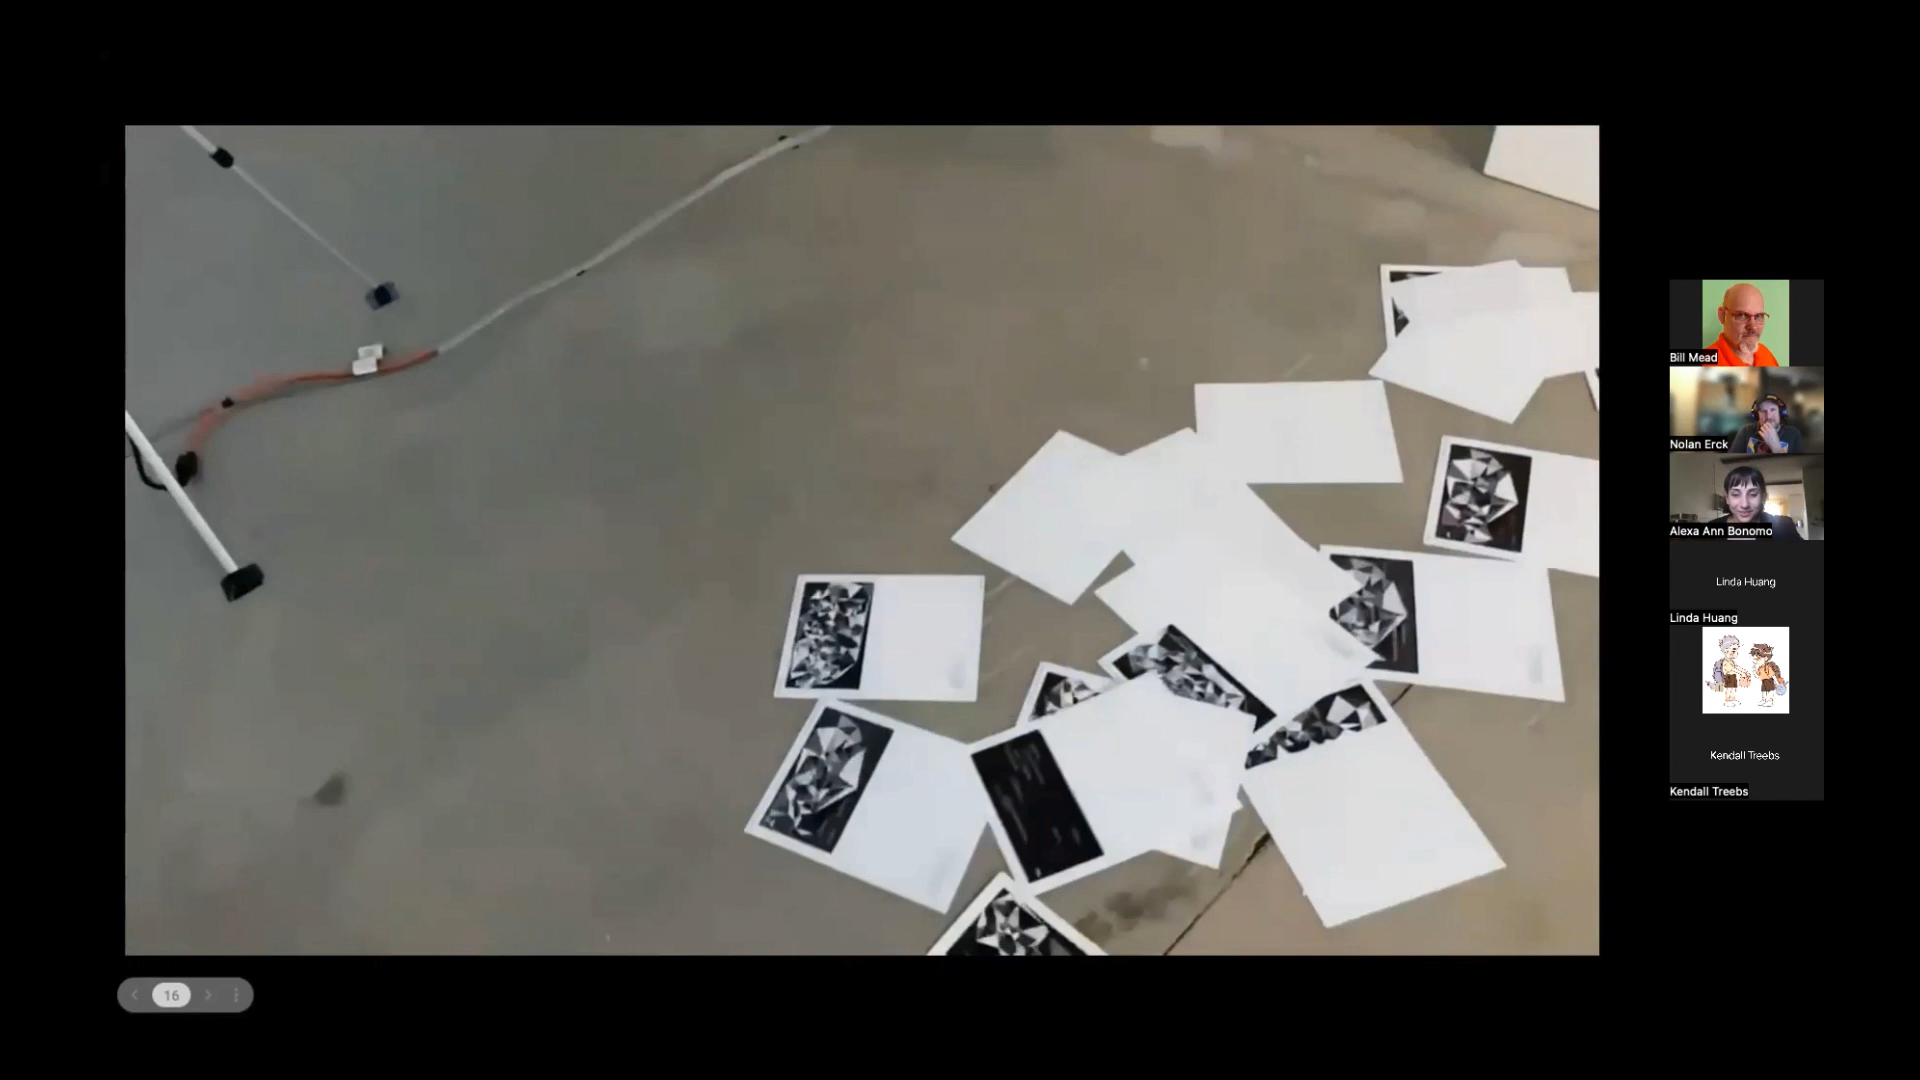 16
Bill Mead
Nolan Erck
Alexa Ann Bonomo
Linda Huang
Linda Huang
Kendall Treebs
Kendall Treebs